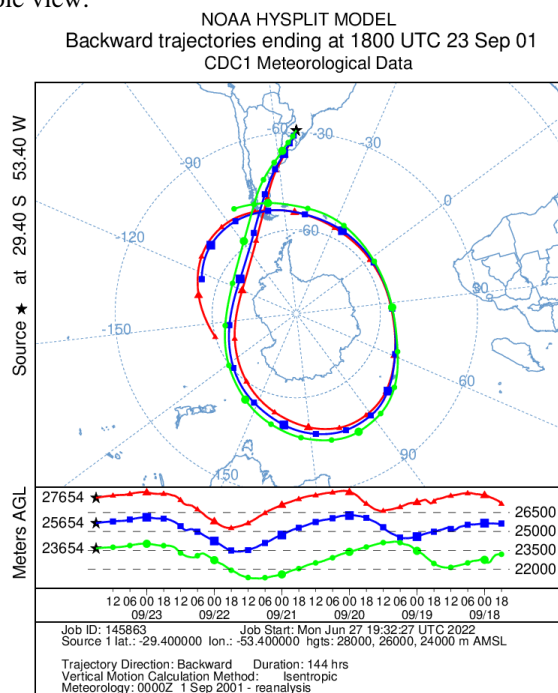 NOAA HYSPLIT MODEL
Backward trajectories ending at 1800 UTC 23 Sep 01
CDC1 Meteorological Data
Source ★ at 29.40 S 53.40 W
-60 -30 -30
-90
0
-60
-120
30
-150
60
90
-150
Meters AGL
27654
25654
23654
26500
25000
23500
22000
12 06 00 18 12 06 00 18 12 06 00 18 12 06 00 18 12 06 00 18 12 06 00 18
09/23 09/22 09/21 09/20 09/19 09/18
Job ID: 145863 Job Start: Mon Jun 27 19:32:27 UTC 2022
Source 1 lat.: -29.400000 lon.: -53.400000 hgts: 28000, 26000, 24000 m AMSL
Trajectory Direction: Backward Duration: 144 hrs
Vertical Motion Calculation Method: Isentropic
Meteorology: 0000Z 1 Sep 2001 - reanalysis